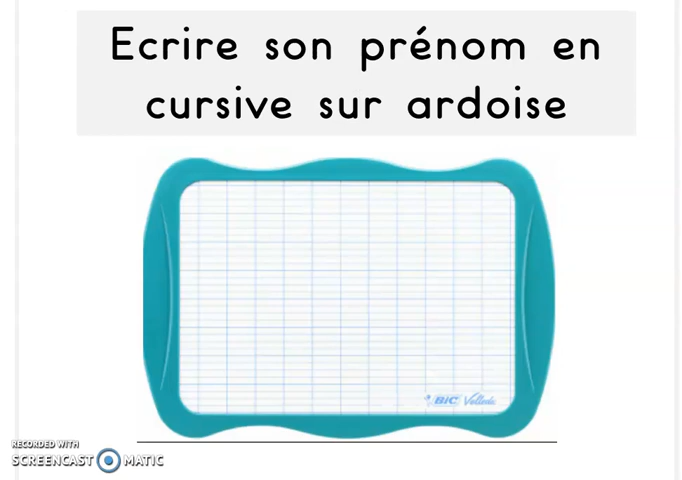 Ecrire son prénom en
cursive sur ardoise
BIC Velleda
RECORDED WITH
SCREENCAST MATIC